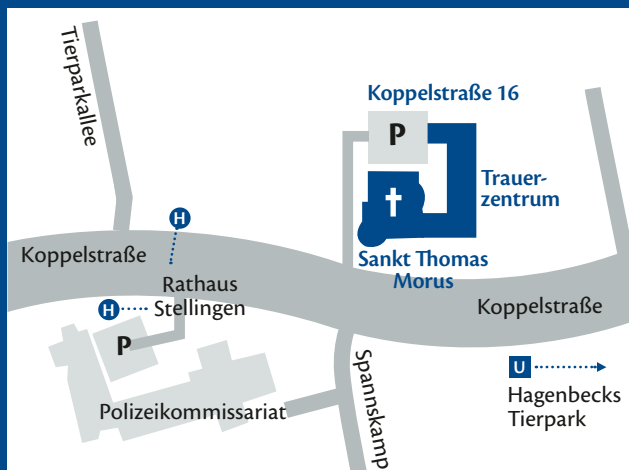 Tierparkallee
Koppelstraße 16
P
Trauer-
zentrum
H
Koppelstraße
Sankt Thomas
Morus
Rathaus
Stellingen
Koppelstraße
H
P
Spannskamp
U
Hagenbecks
Tierpark
Polizeikommissariat